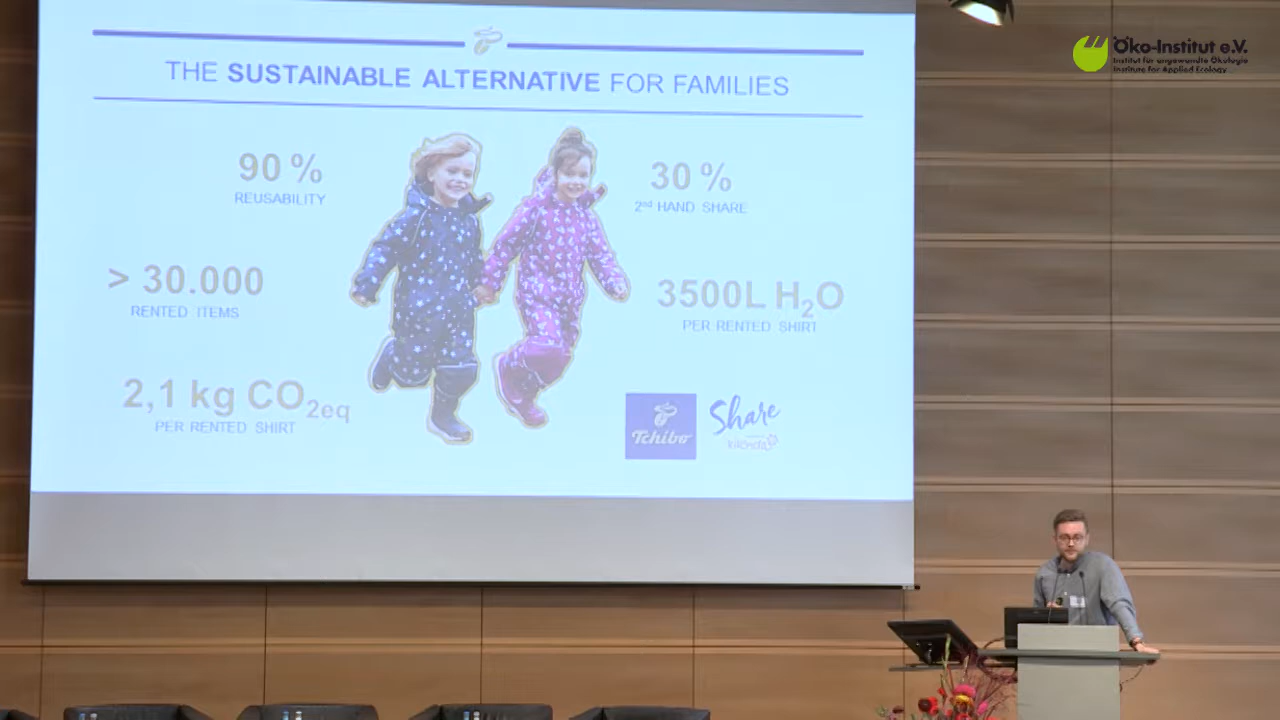 THE SUSTAINABLE ALTERNATIVE FOR FAMILIES
90 %
REUSABILITY
30 %
2nd HAND SHARE
> 30.000
RENTED ITEMS
3500L H2O
PER RENTED SHIRT
2,1 kg CO2eq
PER RENTED SHIRT
Tchibo
Share
kilenda
Öko-Institut e.V.
Institut für angewandte Ökologie
Institute for Applied Ecology